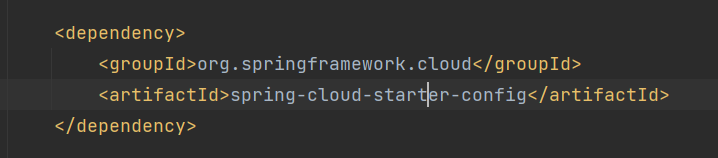 <dependency>
<groupId>org.springframework.cloud</groupId>
<artifactId>spring-cloud-starter-config</artifactId>
</dependency>